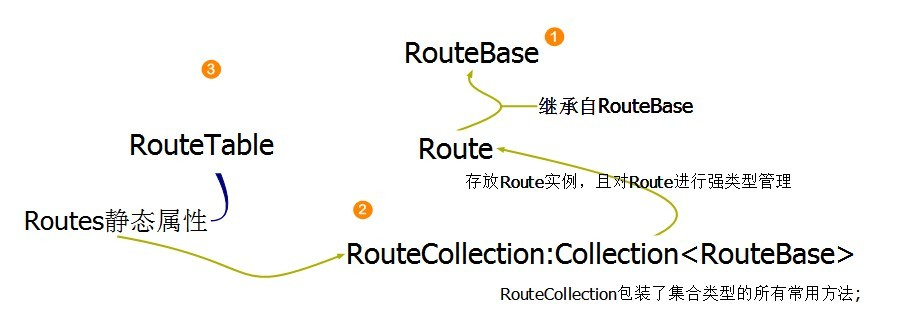 RouteBase 1
3
继承自RouteBase
RouteTable
Route
存放Route实例，且对Route进行强类型管理
Routes静态属性
2
RouteCollection:Collection<RouteBase>
RouteCollection包装了集合类型的所有常用方法;